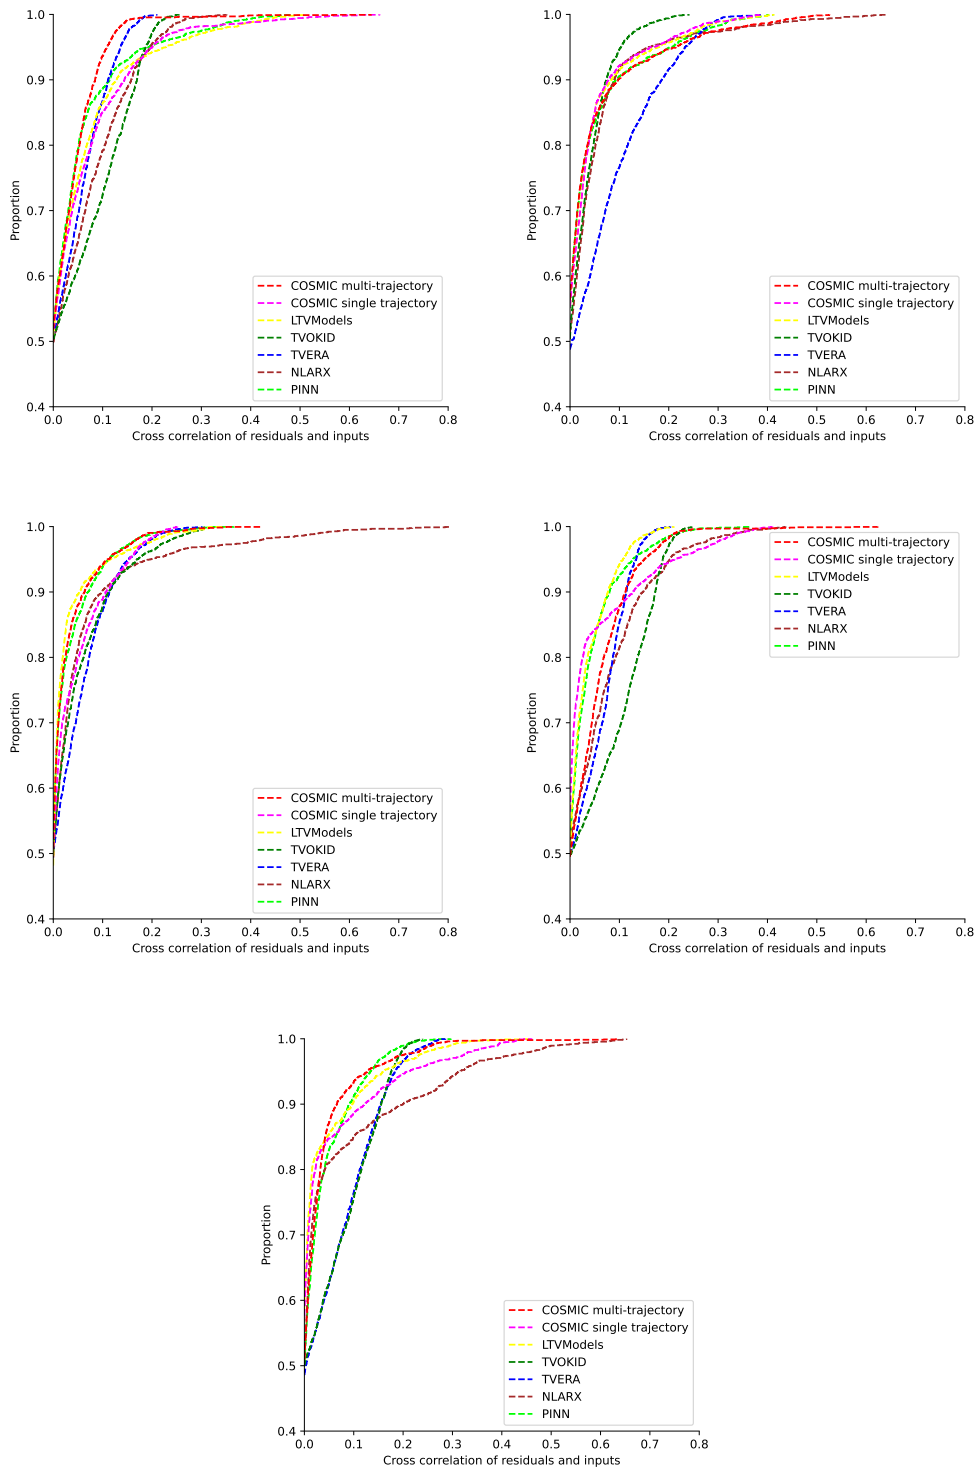 1.0
0.9
0.8
0.7
0.6
0.5
0.4
Proportion
0.0 0.1 0.2 0.3 0.4 0.5 0.6 0.7 0.8
Cross correlation of residuals and inputs
COSMIC multi-trajectory
COSMIC single trajectory
LTVModels
TVOKID
TVERA
NLARX
PINN
1.0
0.9
0.8
0.7
0.6
0.5
0.4
Proportion
0.0 0.1 0.2 0.3 0.4 0.5 0.6 0.7 0.8
Cross correlation of residuals and inputs
COSMIC multi-trajectory
COSMIC single trajectory
LTVModels
TVOKID
TVERA
NLARX
PINN
1.0
0.9
0.8
0.7
0.6
0.5
0.4
Proportion
0.0 0.1 0.2 0.3 0.4 0.5 0.6 0.7 0.8
Cross correlation of residuals and inputs
COSMIC multi-trajectory
COSMIC single trajectory
LTVModels
TVOKID
TVERA
NLARX
PINN
1.0
0.9
0.8
0.7
0.6
0.5
0.4
Proportion
0.0 0.1 0.2 0.3 0.4 0.5 0.6 0.7 0.8
Cross correlation of residuals and inputs
COSMIC multi-trajectory
COSMIC single trajectory
LTVModels
TVOKID
TVERA
NLARX
PINN
1.0
0.9
0.8
0.7
0.6
0.5
0.4
Proportion
0.0 0.1 0.2 0.3 0.4 0.5 0.6 0.7 0.8
Cross correlation of residuals and inputs
COSMIC multi-trajectory
COSMIC single trajectory
LTVModels
TVOKID
TVERA
NLARX
PINN